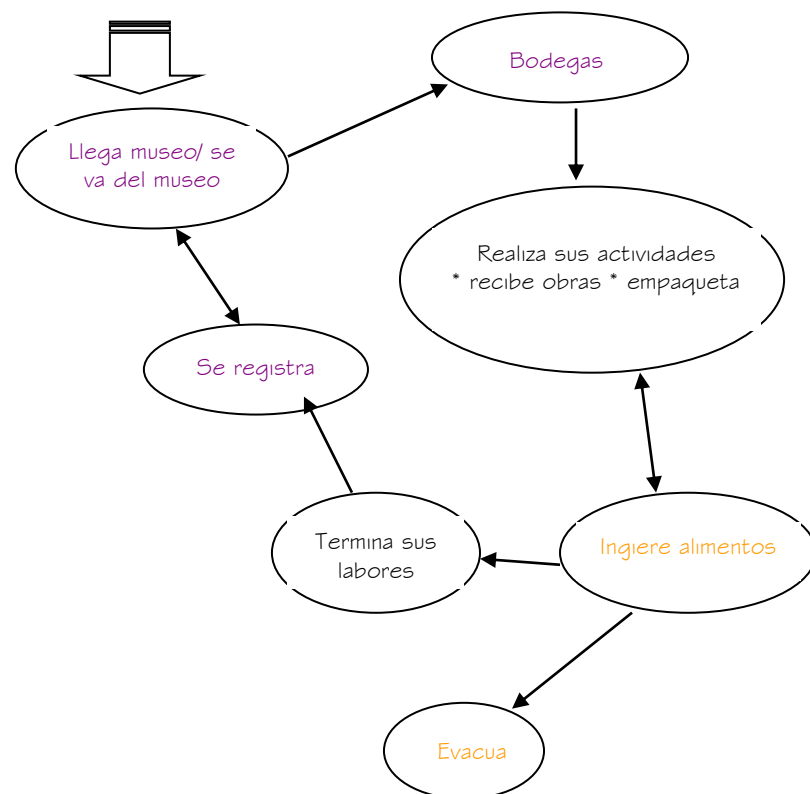 Bodegas
Llega museo/ se
va del museo
Realiza sus actividades
* recibe obras * empaqueta
Se registra
Termina sus
labores
Ingiere alimentos
Evacua